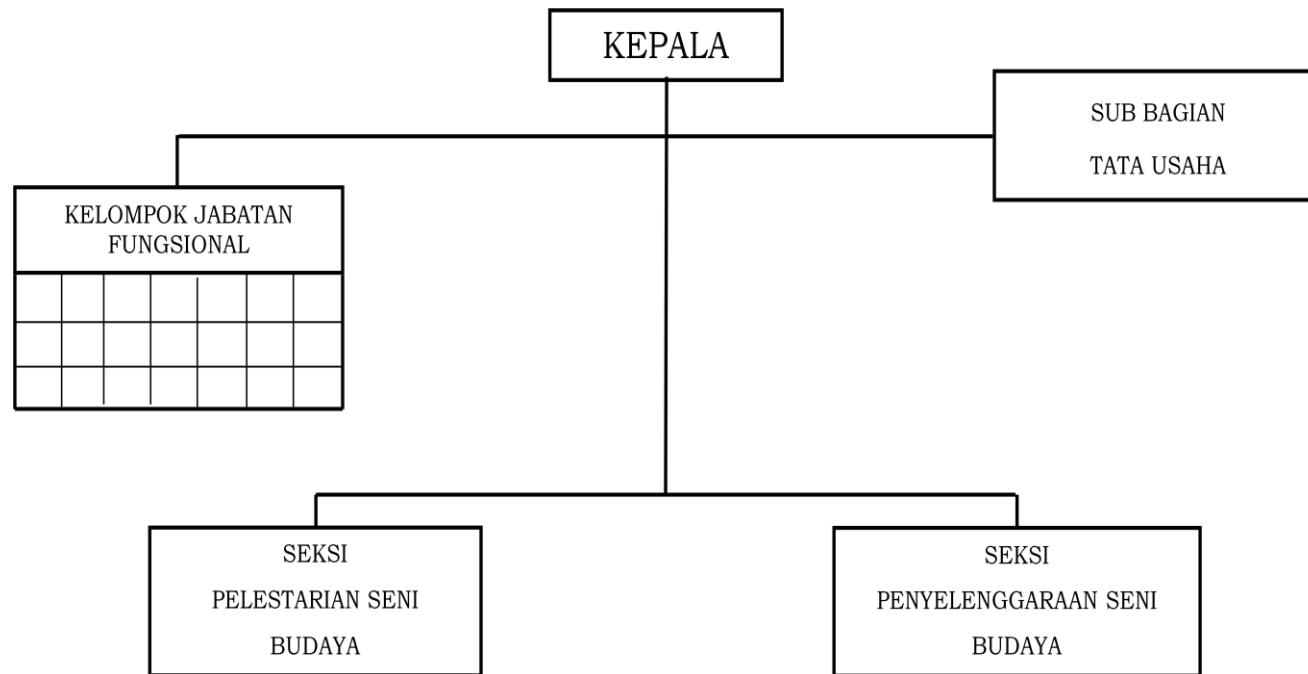 KEPALA
SUB BAGIAN
TATA USAHA
KELOMPOK JABATAN
FUNGSIONAL
SEKSI
PELESTARIAN SENI
BUDAYA
SEKSI
PENYELENGGARAAN SENI
BUDAYA